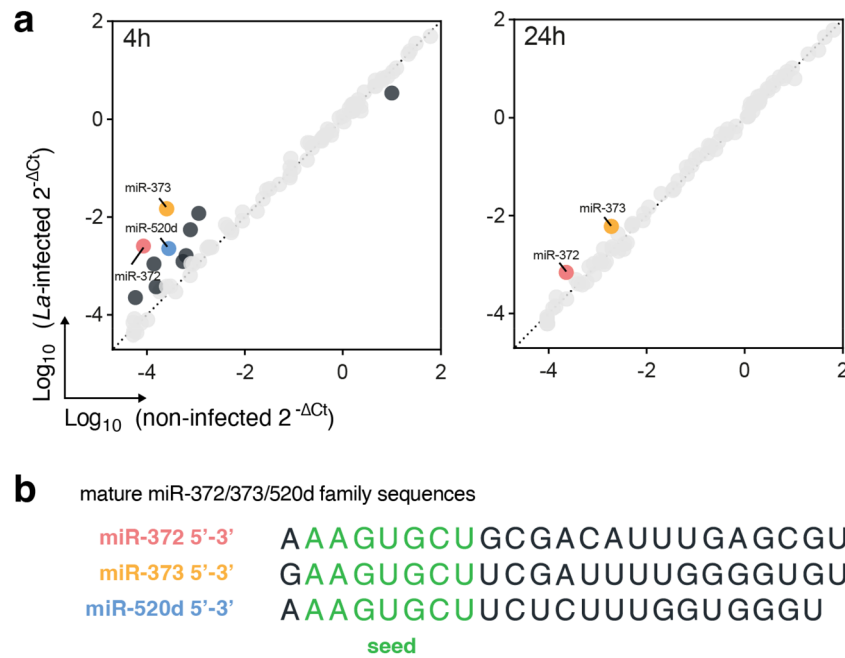 a
4h
24h
2
0
-2
-4
-4
-2
0
2
miR-373
miR-520d
miR-372
2
0
-2
-4
-4
-2
0
2
miR-373
miR-372
Log10 (La-infected 2^-ΔCt)
Log10 (non-infected 2^-ΔCt)
b
mature miR-372/373/520d family sequences
miR-372 5’-3’ AAAGUGCUGCGACAUUUGAGCGU
miR-373 5’-3’ GAAGUGCUUCGAUUUUGGGGUGU
miR-520d 5’-3’ AAAGUGCUUCUCUUUGGUGGGU
seed